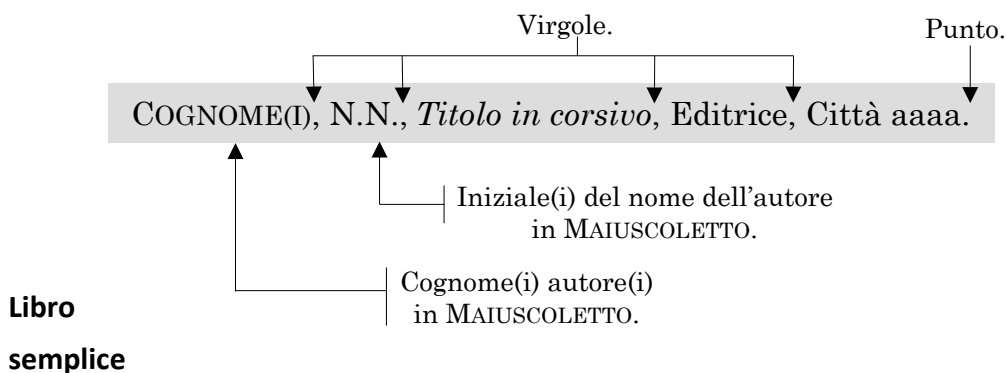 Virgole.
Punto.
COGNOME(I), N.N., Titolo in corsivo, Editrice, Città aaaa.
Iniziale(i) del nome dell’autore
in MAIUSCOLETTO.
Cognome(i) autore(i)
in MAIUSCOLETTO.
Libro
semplice